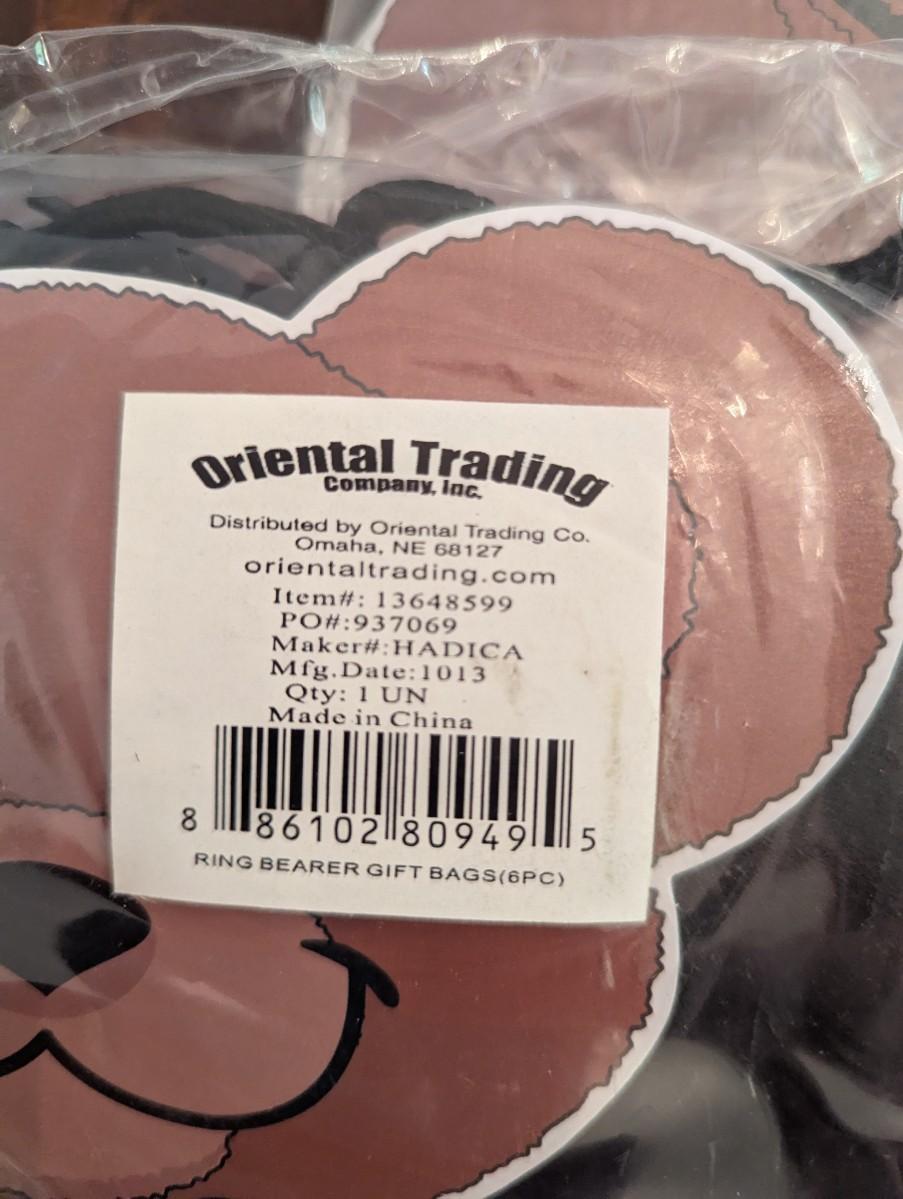 Oriental Trading
Company, Inc.
Distributed by Oriental Trading Co.
Omaha, NE 68127
orientaltrading.com
Item#: 13648599
PO#:937069
Maker#:HADICA
Mfg.Date:1013
Qty: 1 UN
Made in China
8 86102 80949 5
RING BEARER GIFT BAGS(6PC)